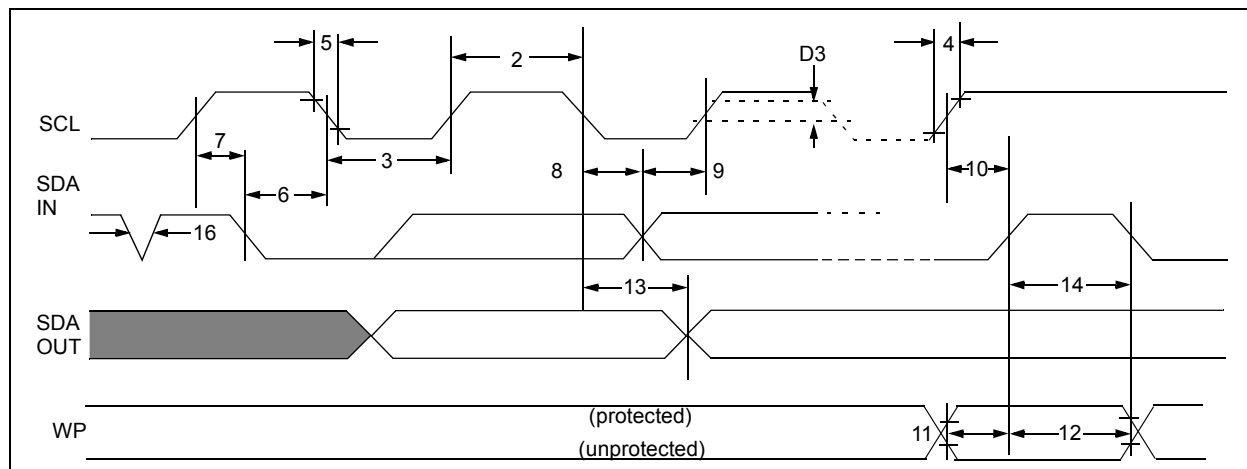 5
2
D3
4
SCL
7
3
8
9
10
SDA
IN
6
16
13
14
SDA
OUT
WP
(protected)
(unprotected)
11
12